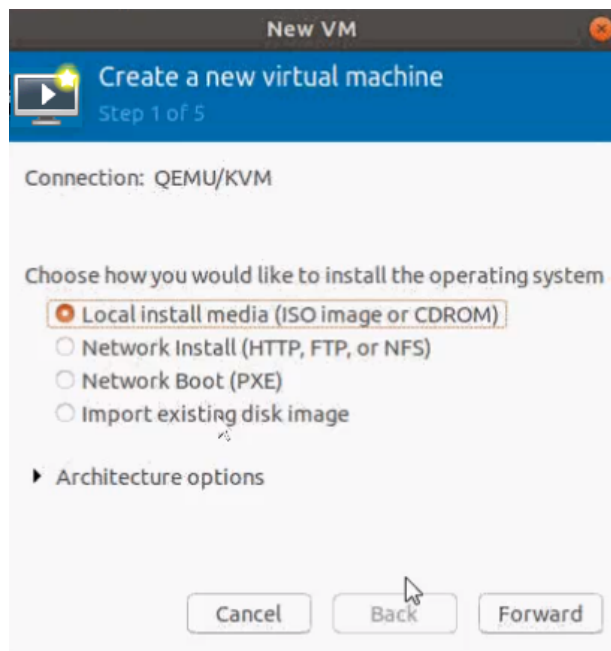 New VM
Create a new virtual machine
Step 1 of 5
Connection: QEMU/KVM
Choose how you would like to install the operating system
Local install media (ISO image or CDROM)
Network Install (HTTP, FTP, or NFS)
Network Boot (PXE)
Import existing disk image
Architecture options
Cancel Back Forward